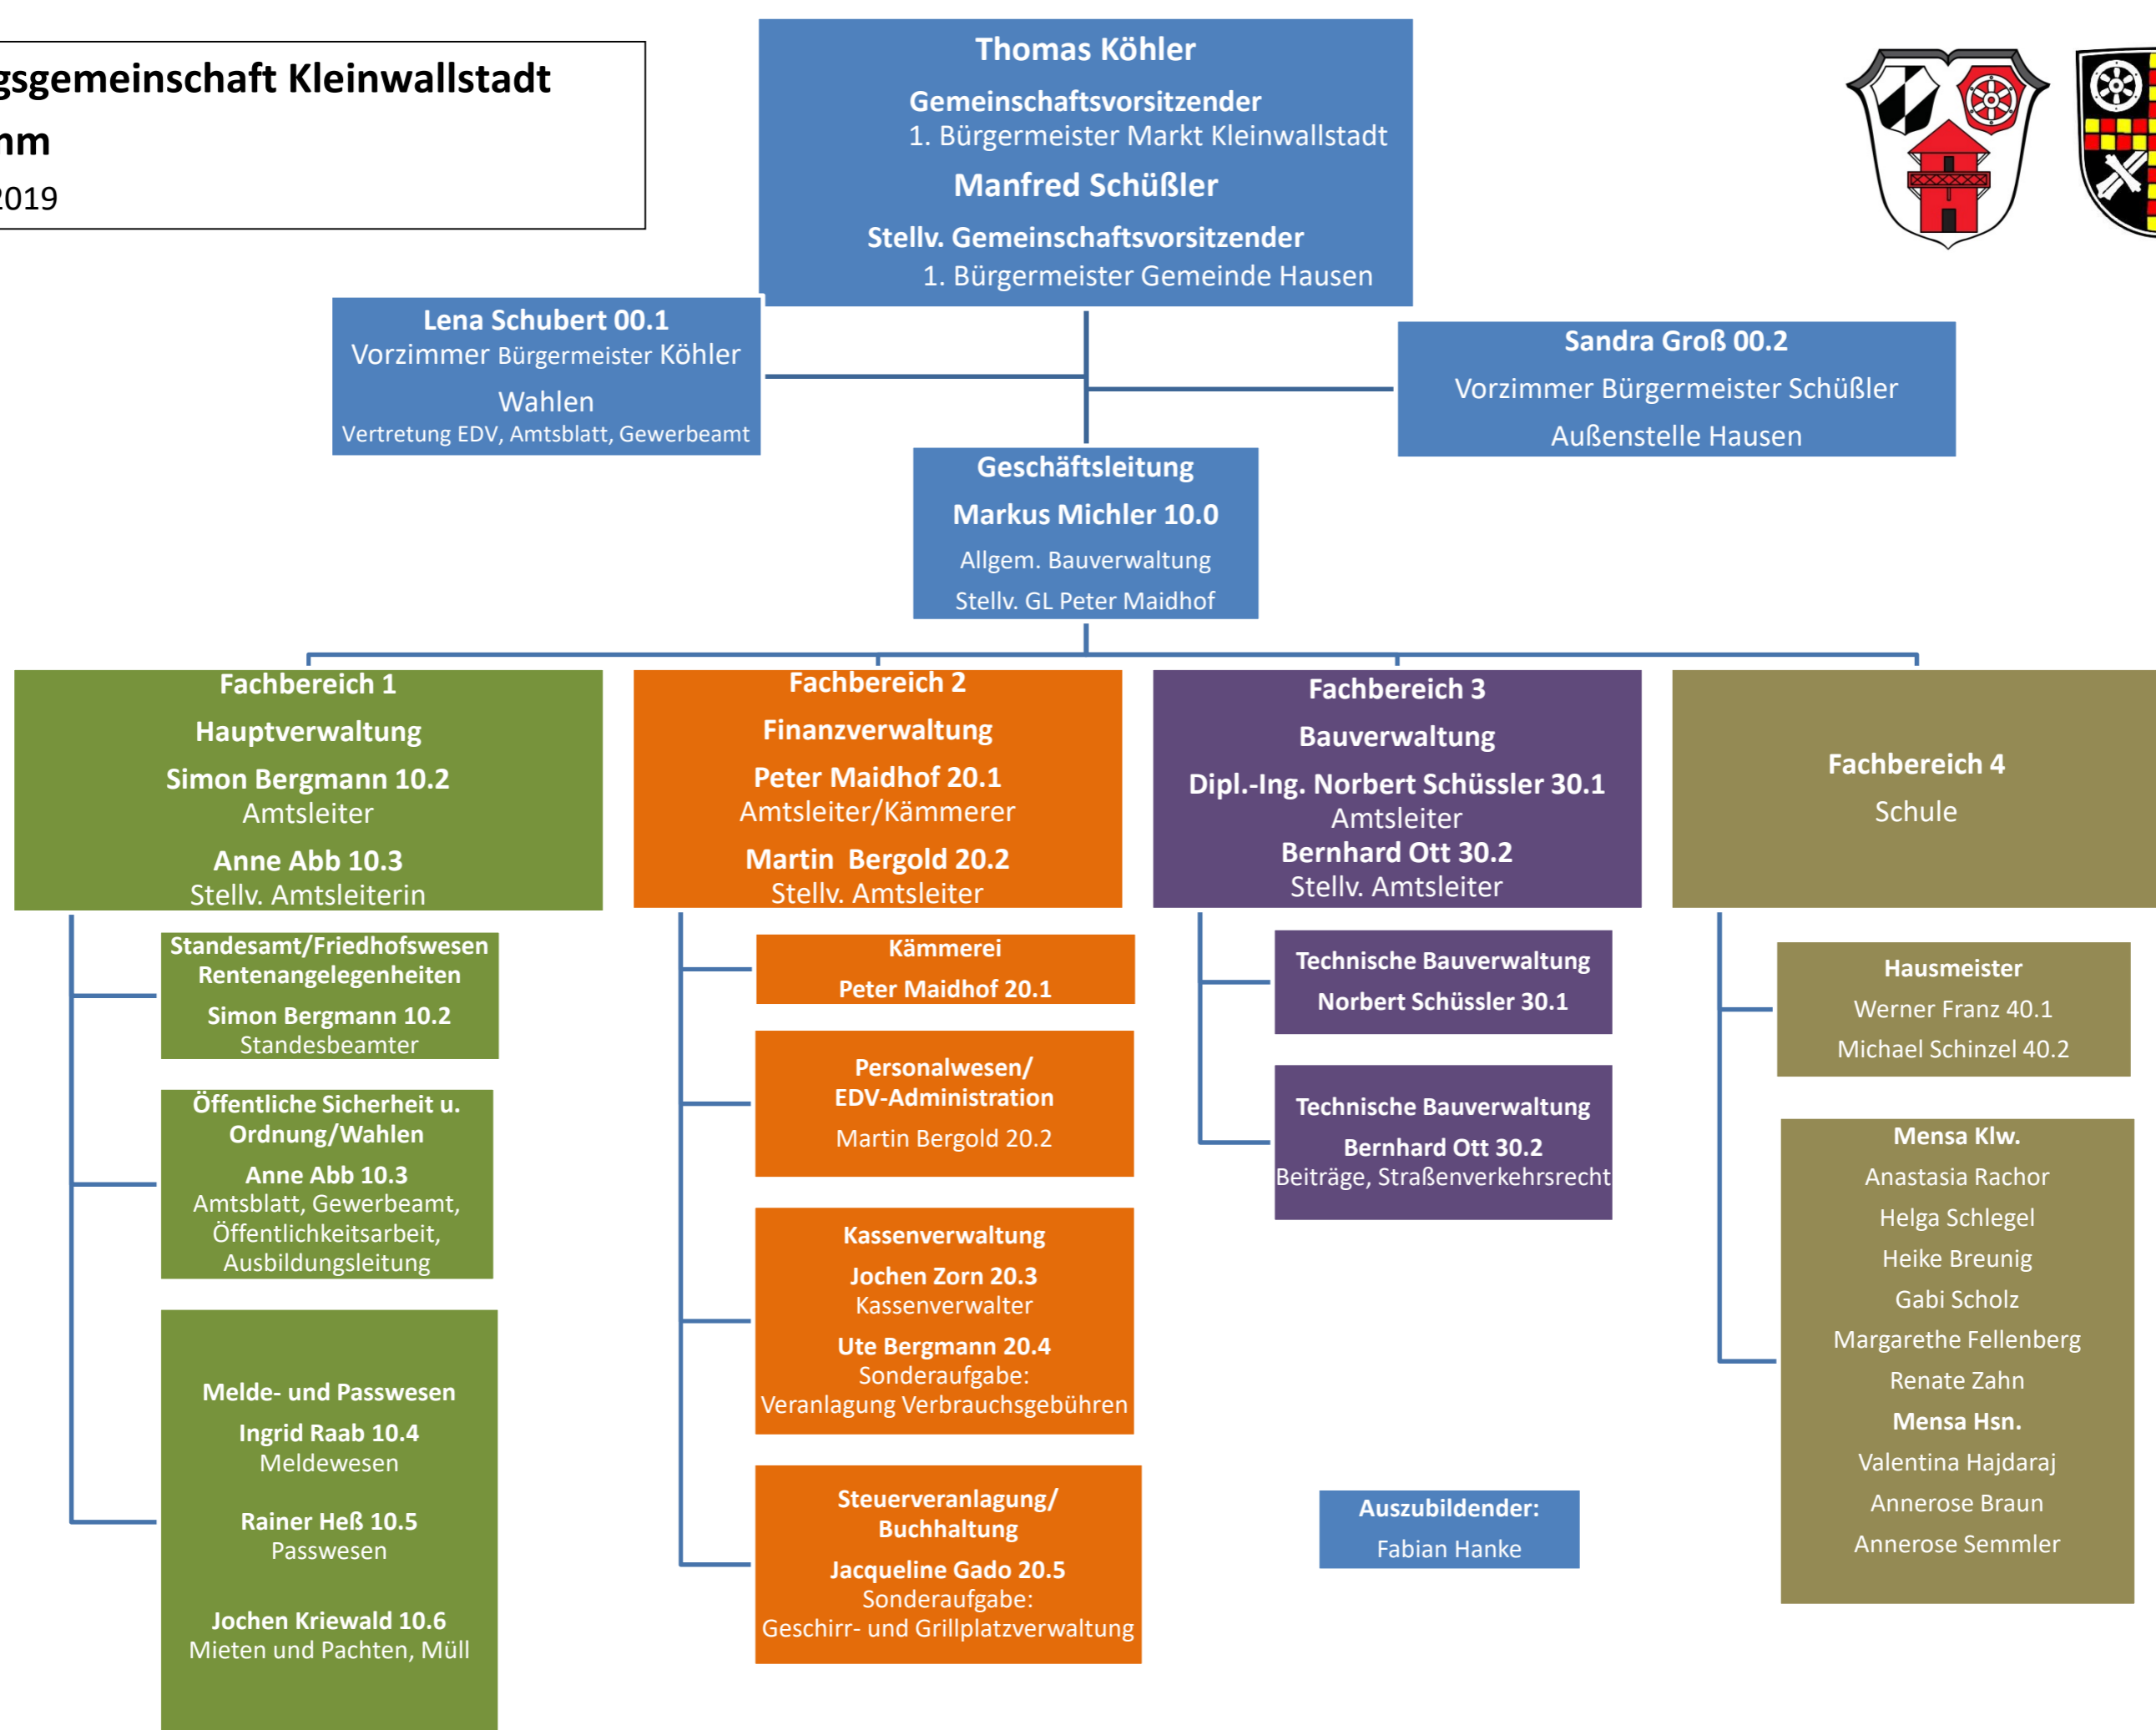 gsgemeinschaft Kleinwallstadt
2019
Thomas Köhler
Gemeinschaftsvorsitzender
1. Bürgermeister Markt Kleinwallstadt
Manfred Schüßler
Stellv. Gemeinschaftsvorsitzender
1. Bürgermeister Gemeinde Hausen
Lena Schubert 00.1
Vorzimmer Bürgermeister Köhler
Wahlen
Vertretung EDV, Amtsblatt, Gewerbeamt
Sandra Groß 00.2
Vorzimmer Bürgermeister Schüßler
Außenstelle Hausen
Geschäftsleitung
Markus Michler 10.0
Allgem. Bauverwaltung
Stellv. GL Peter Maidhof
Fachbereich 1
Hauptverwaltung
Simon Bergmann 10.2
Amtsleiter
Anne Abb 10.3
Stellv. Amtsleiterin
Standesamt/Friedhofswesen
Rentenangelegenheiten
Simon Bergmann 10.2
Standesbeamter
Öffentliche Sicherheit u.
Ordnung/Wahlen
Anne Abb 10.3
Amtsblatt, Gewerbeamt,
Öffentlichkeitsarbeit,
Ausbildungsleitung
Melde- und Passwesen
Ingrid Raab 10.4
Meldewesen
Rainer Heß 10.5
Passwesen
Jochen Kriewald 10.6
Mieten und Pachten, Müll
Fachbereich 2
Finanzverwaltung
Peter Maidhof 20.1
Amtsleiter/Kämmerer
Martin Bergold 20.2
Stellv. Amtsleiter
Kämmerei
Peter Maidhof 20.1
Personalwesen/
EDV-Administration
Martin Bergold 20.2
Kassenverwaltung
Jochen Zorn 20.3
Kassenverwalter
Ute Bergmann 20.4
Sonderaufgabe:
Veranlagung Verbrauchsgebühren
Steuerveranlagung/
Buchhaltung
Jacqueline Gado 20.5
Sonderaufgabe:
Geschirr- und Grillplatzverwaltung
Fachbereich 3
Bauverwaltung
Dipl.-Ing. Norbert Schüssler 30.1
Amtsleiter
Bernhard Ott 30.2
Stellv. Amtsleiter
Technische Bauverwaltung
Norbert Schüssler 30.1
Technische Bauverwaltung
Bernhard Ott 30.2
Beiträge, Straßenverkehrsrecht
Auszubildender:
Fabian Hanke
Fachbereich 4
Schule
Hausmeister
Werner Franz 40.1
Michael Schinzel 40.2
Mensa Klw.
Anastasia Rachor
Helga Schlegel
Heike Breunig
Gabi Scholz
Margarethe Fellenberg
Renate Zahn
Mensa Hsn.
Valentina Hajdaraj
Annerose Braun
Annerose Semmler